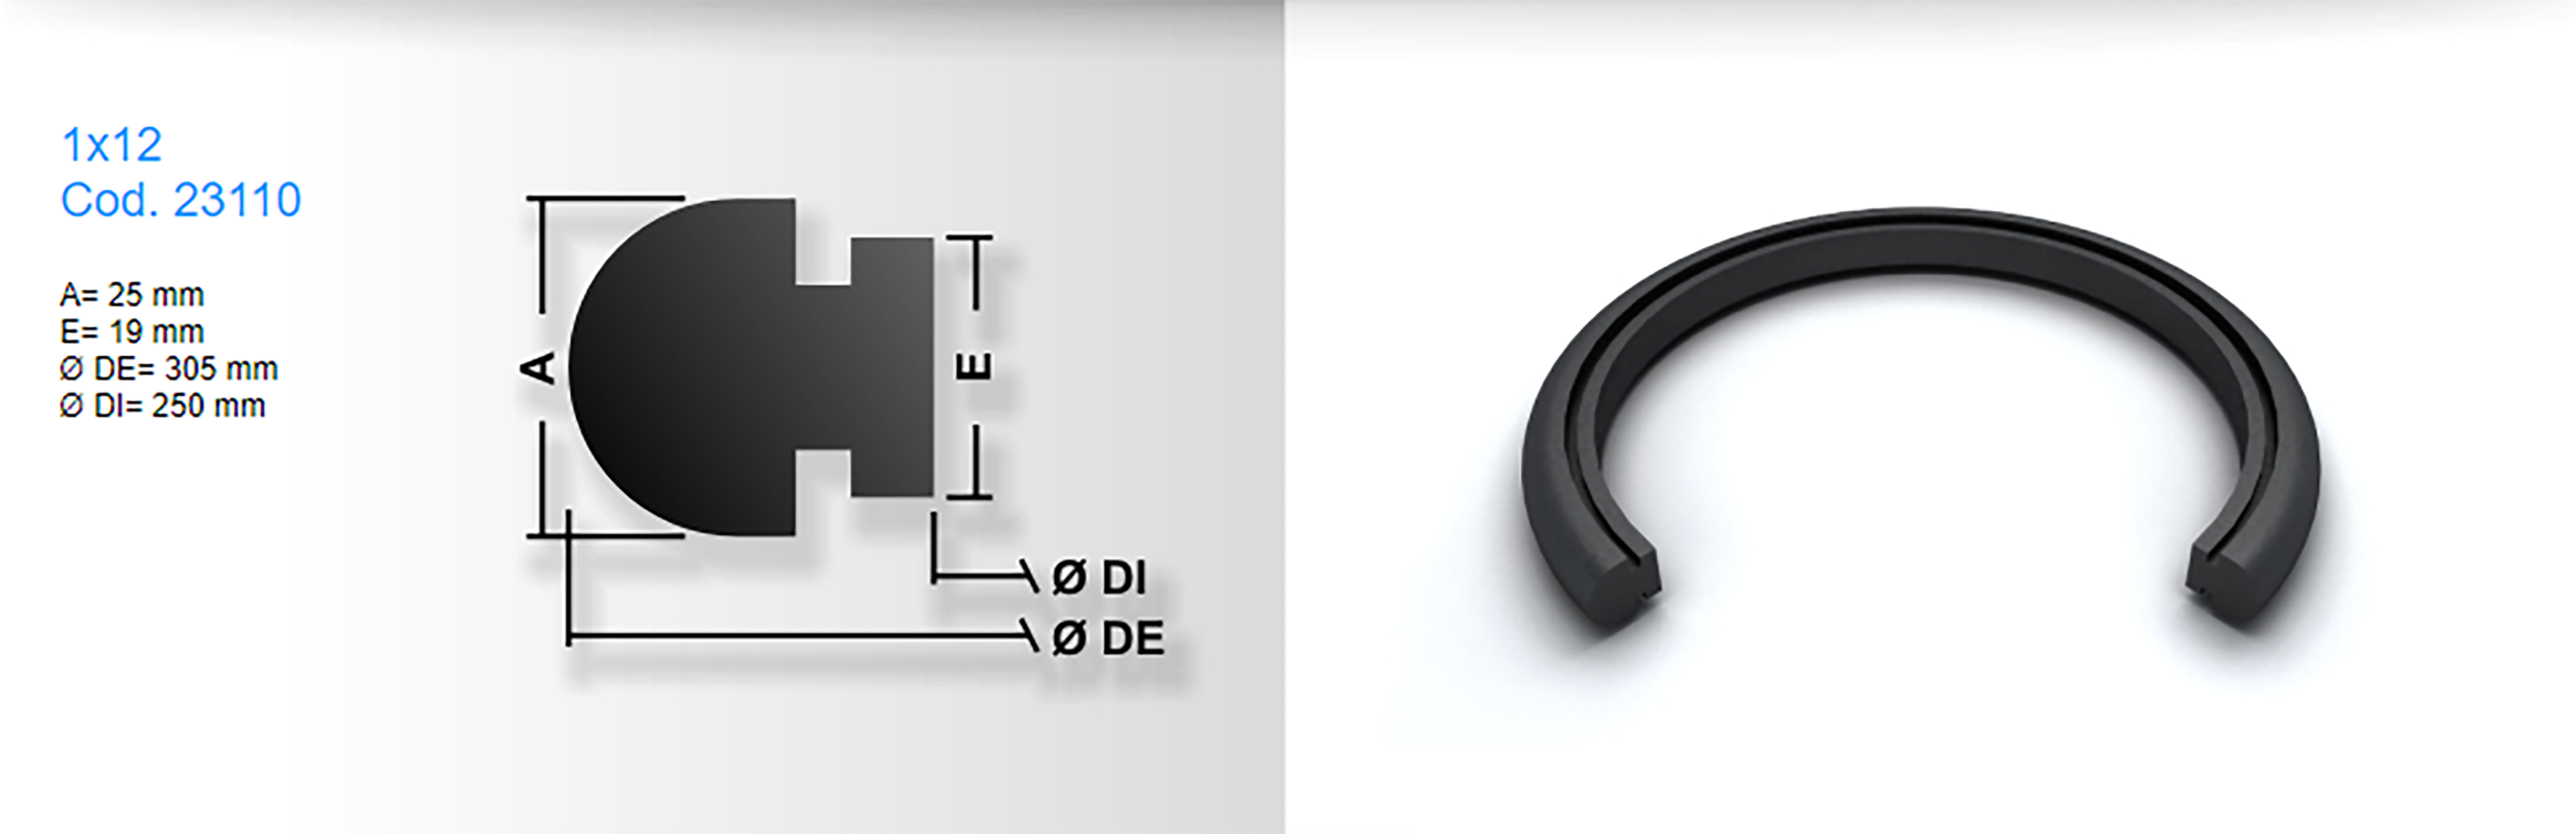 1x12
Cod. 23110
A= 25 mm
E= 19 mm
Ø DE= 305 mm
Ø DI= 250 mm
A
E
Ø DI
Ø DE